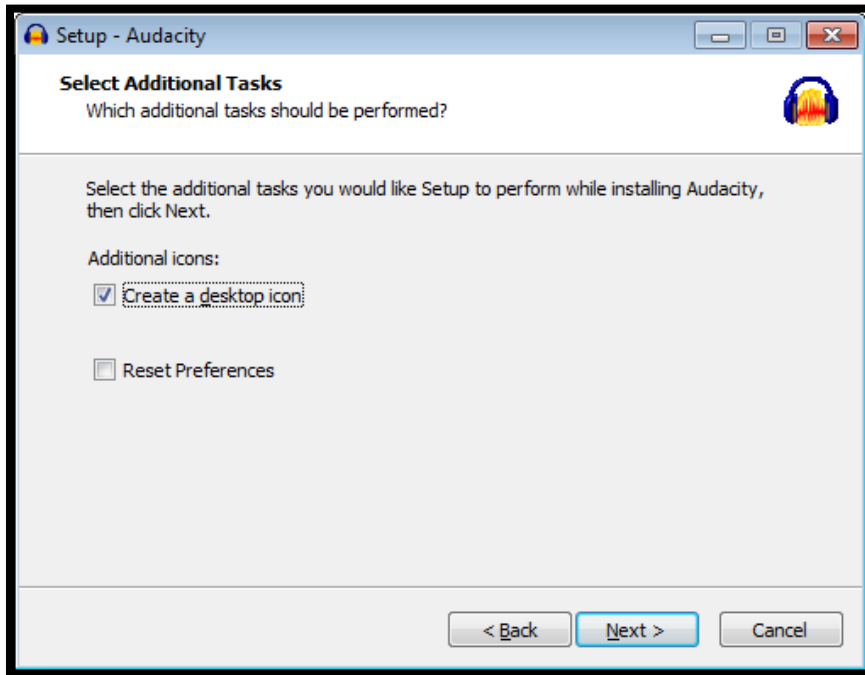 Setup - Audacity
Select Additional Tasks
Which additional tasks should be performed?
Select the additional tasks you would like Setup to perform while installing Audacity,
then click Next.
Additional icons:
Create a desktop icon
Reset Preferences
< Back
Next >
Cancel